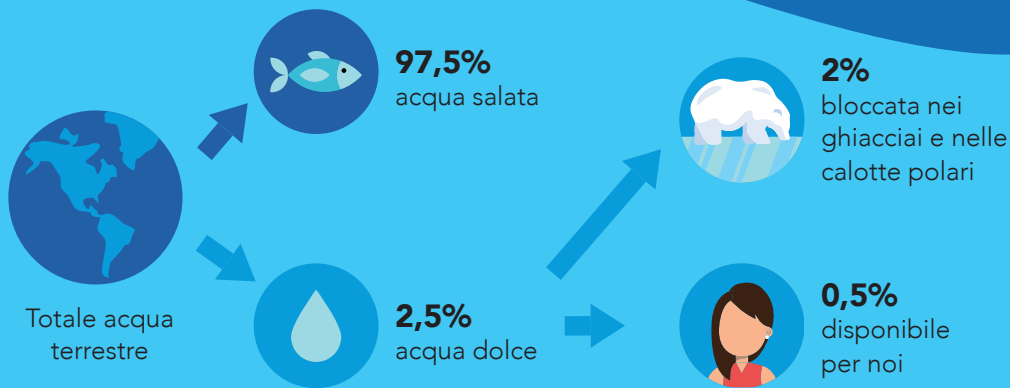 Totale acqua
terrestre
97,5%
acqua salata
2,5%
acqua dolce
2%
bloccata nei
ghiacciai e nelle
calotte polari
0,5%
disponibile
per noi